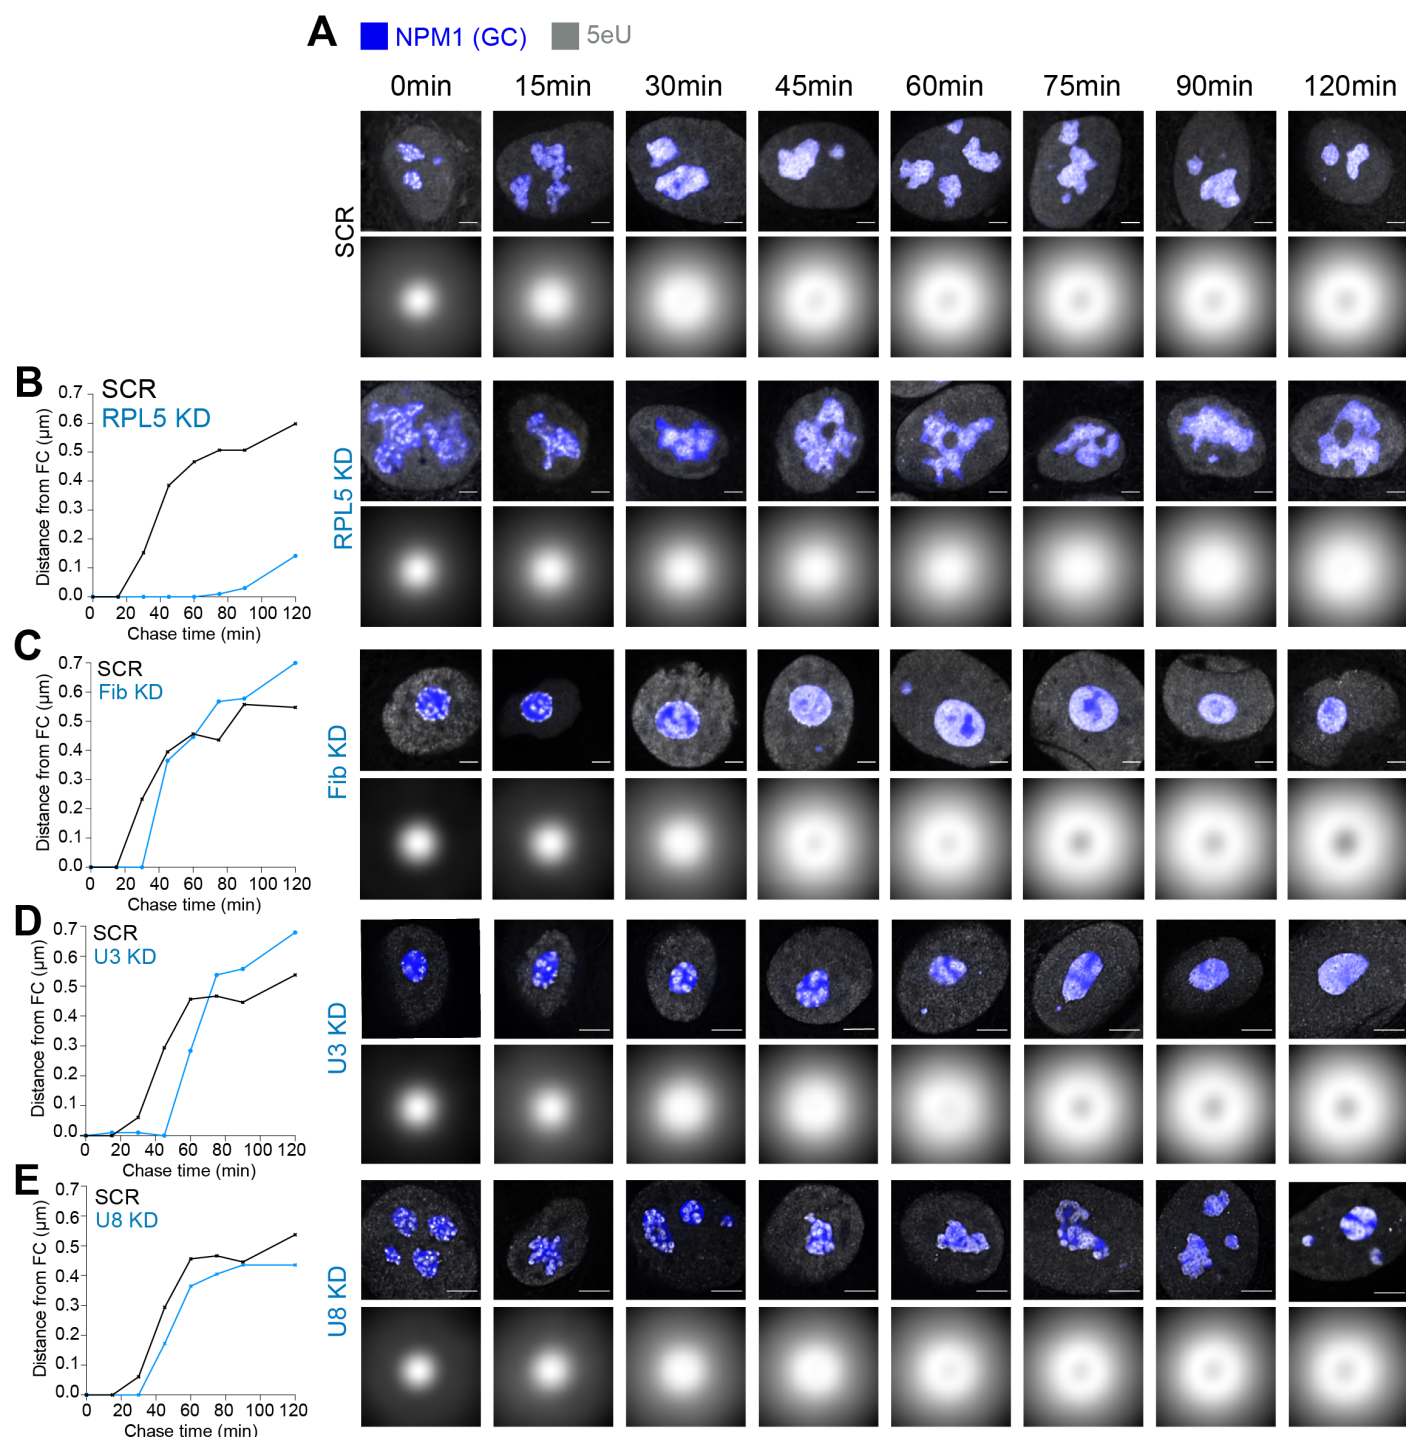 A
NPM1 (GC)
5eU
0min 15min 30min 45min 60min 75min 90min 120min
SCR
B
SCR
RPL5 KD
Distance from FC (µm)
0.7
0.6
0.5
0.4
0.3
0.2
0.1
0.0
0 20 40 60 80 100 120
Chase time (min)
RPL5 KD
C
SCR
Fib KD
Distance from FC (µm)
0.7
0.6
0.5
0.4
0.3
0.2
0.1
0.0
0 20 40 60 80 100 120
Chase time (min)
Fib KD
D
SCR
U3 KD
Distance from FC (µm)
0.7
0.6
0.5
0.4
0.3
0.2
0.1
0.0
0 20 40 60 80 100 120
Chase time (min)
U3 KD
E
SCR
U8 KD
Distance from FC (µm)
0.7
0.6
0.5
0.4
0.3
0.2
0.1
0.0
0 20 40 60 80 100 120
Chase time (min)
U8 KD